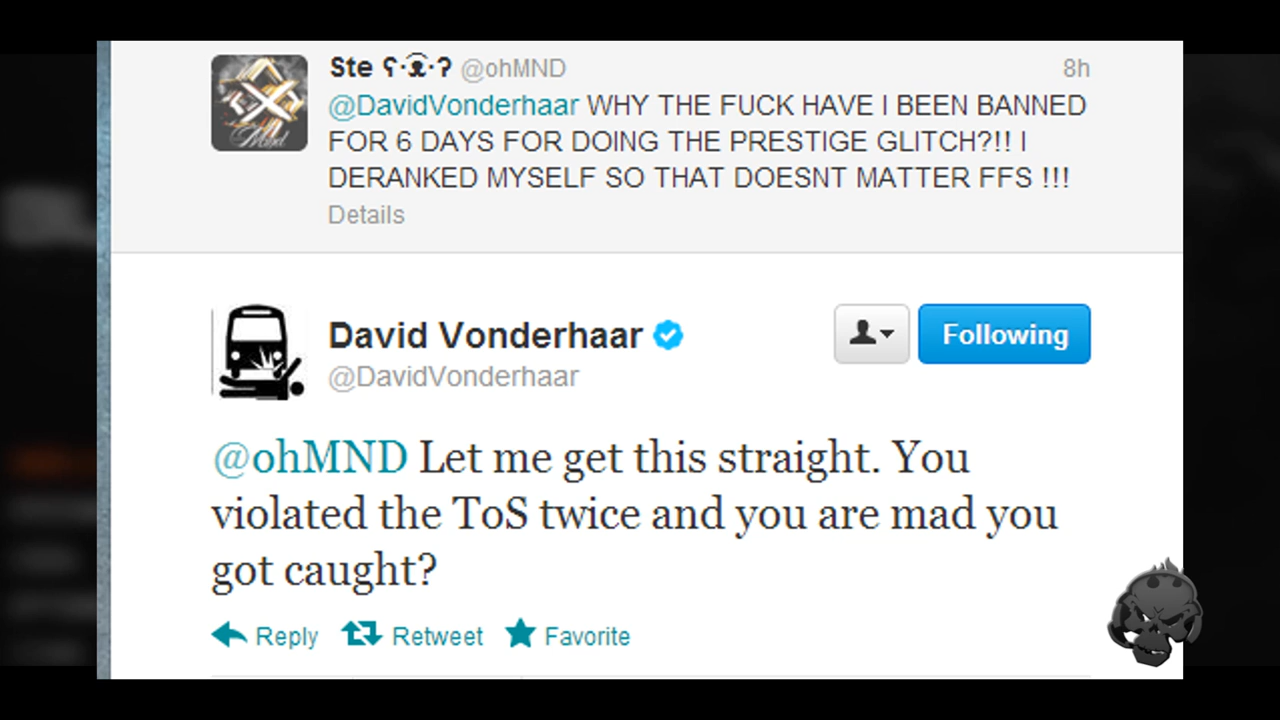 Ste ʕ·ᴥ·ʔ @ohMND 8h
@DavidVonderhaar WHY THE FUCK HAVE I BEEN BANNED
FOR 6 DAYS FOR DOING THE PRESTIGE GLITCH?!! I
DERANKED MYSELF SO THAT DOESNT MATTER FFS !!!
Details
David Vonderhaar
Following
@DavidVonderhaar
@ohMND Let me get this straight. You
violated the ToS twice and you are mad you
got caught?
Reply Retweet Favorite